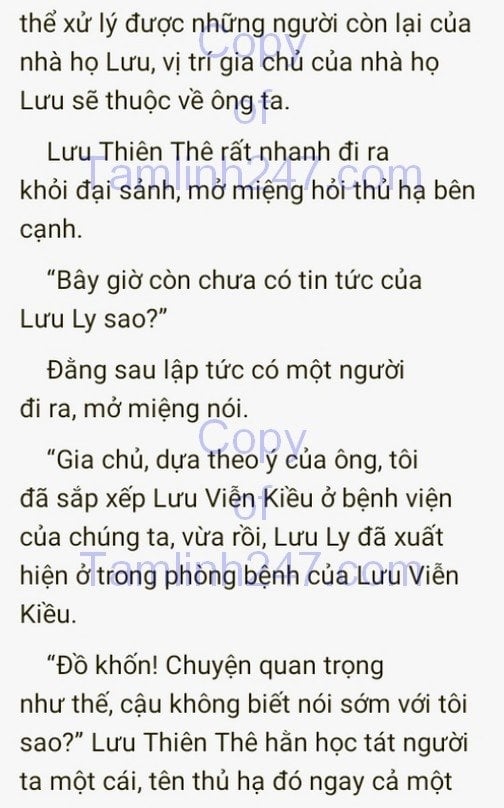 thể xử lý được những người còn lại của
nhà họ Lưu, vị trí gia chủ của nhà họ
Lưu sẽ thuộc về ông ta.
Lưu Thiên Thê rất nhanh đi ra
khỏi đại sảnh, mở miệng hỏi thủ hạ bên
cạnh.
“Bây giờ còn chưa có tin tức của
Lưu Ly sao?”
Đằng sau lập tức có một người
đi ra, mở miệng nói.
“Gia chủ, dựa theo ý của ông, tôi
đã sắp xếp Lưu Viễn Kiều ở bệnh viện
của chúng ta, vừa rồi, Lưu Ly đã xuất
hiện ở trong phòng bệnh của Lưu Viễn
Kiều.
“Đồ khốn! Chuyện quan trọng
như thế, cậu không biết nói sớm với tôi
sao?” Lưu Thiên Thê hằn học tát người
ta một cái, tên thủ hạ đó ngay cả một
Copy
of
Tamlinh247.com
Copy
of
Tamlinh247.com